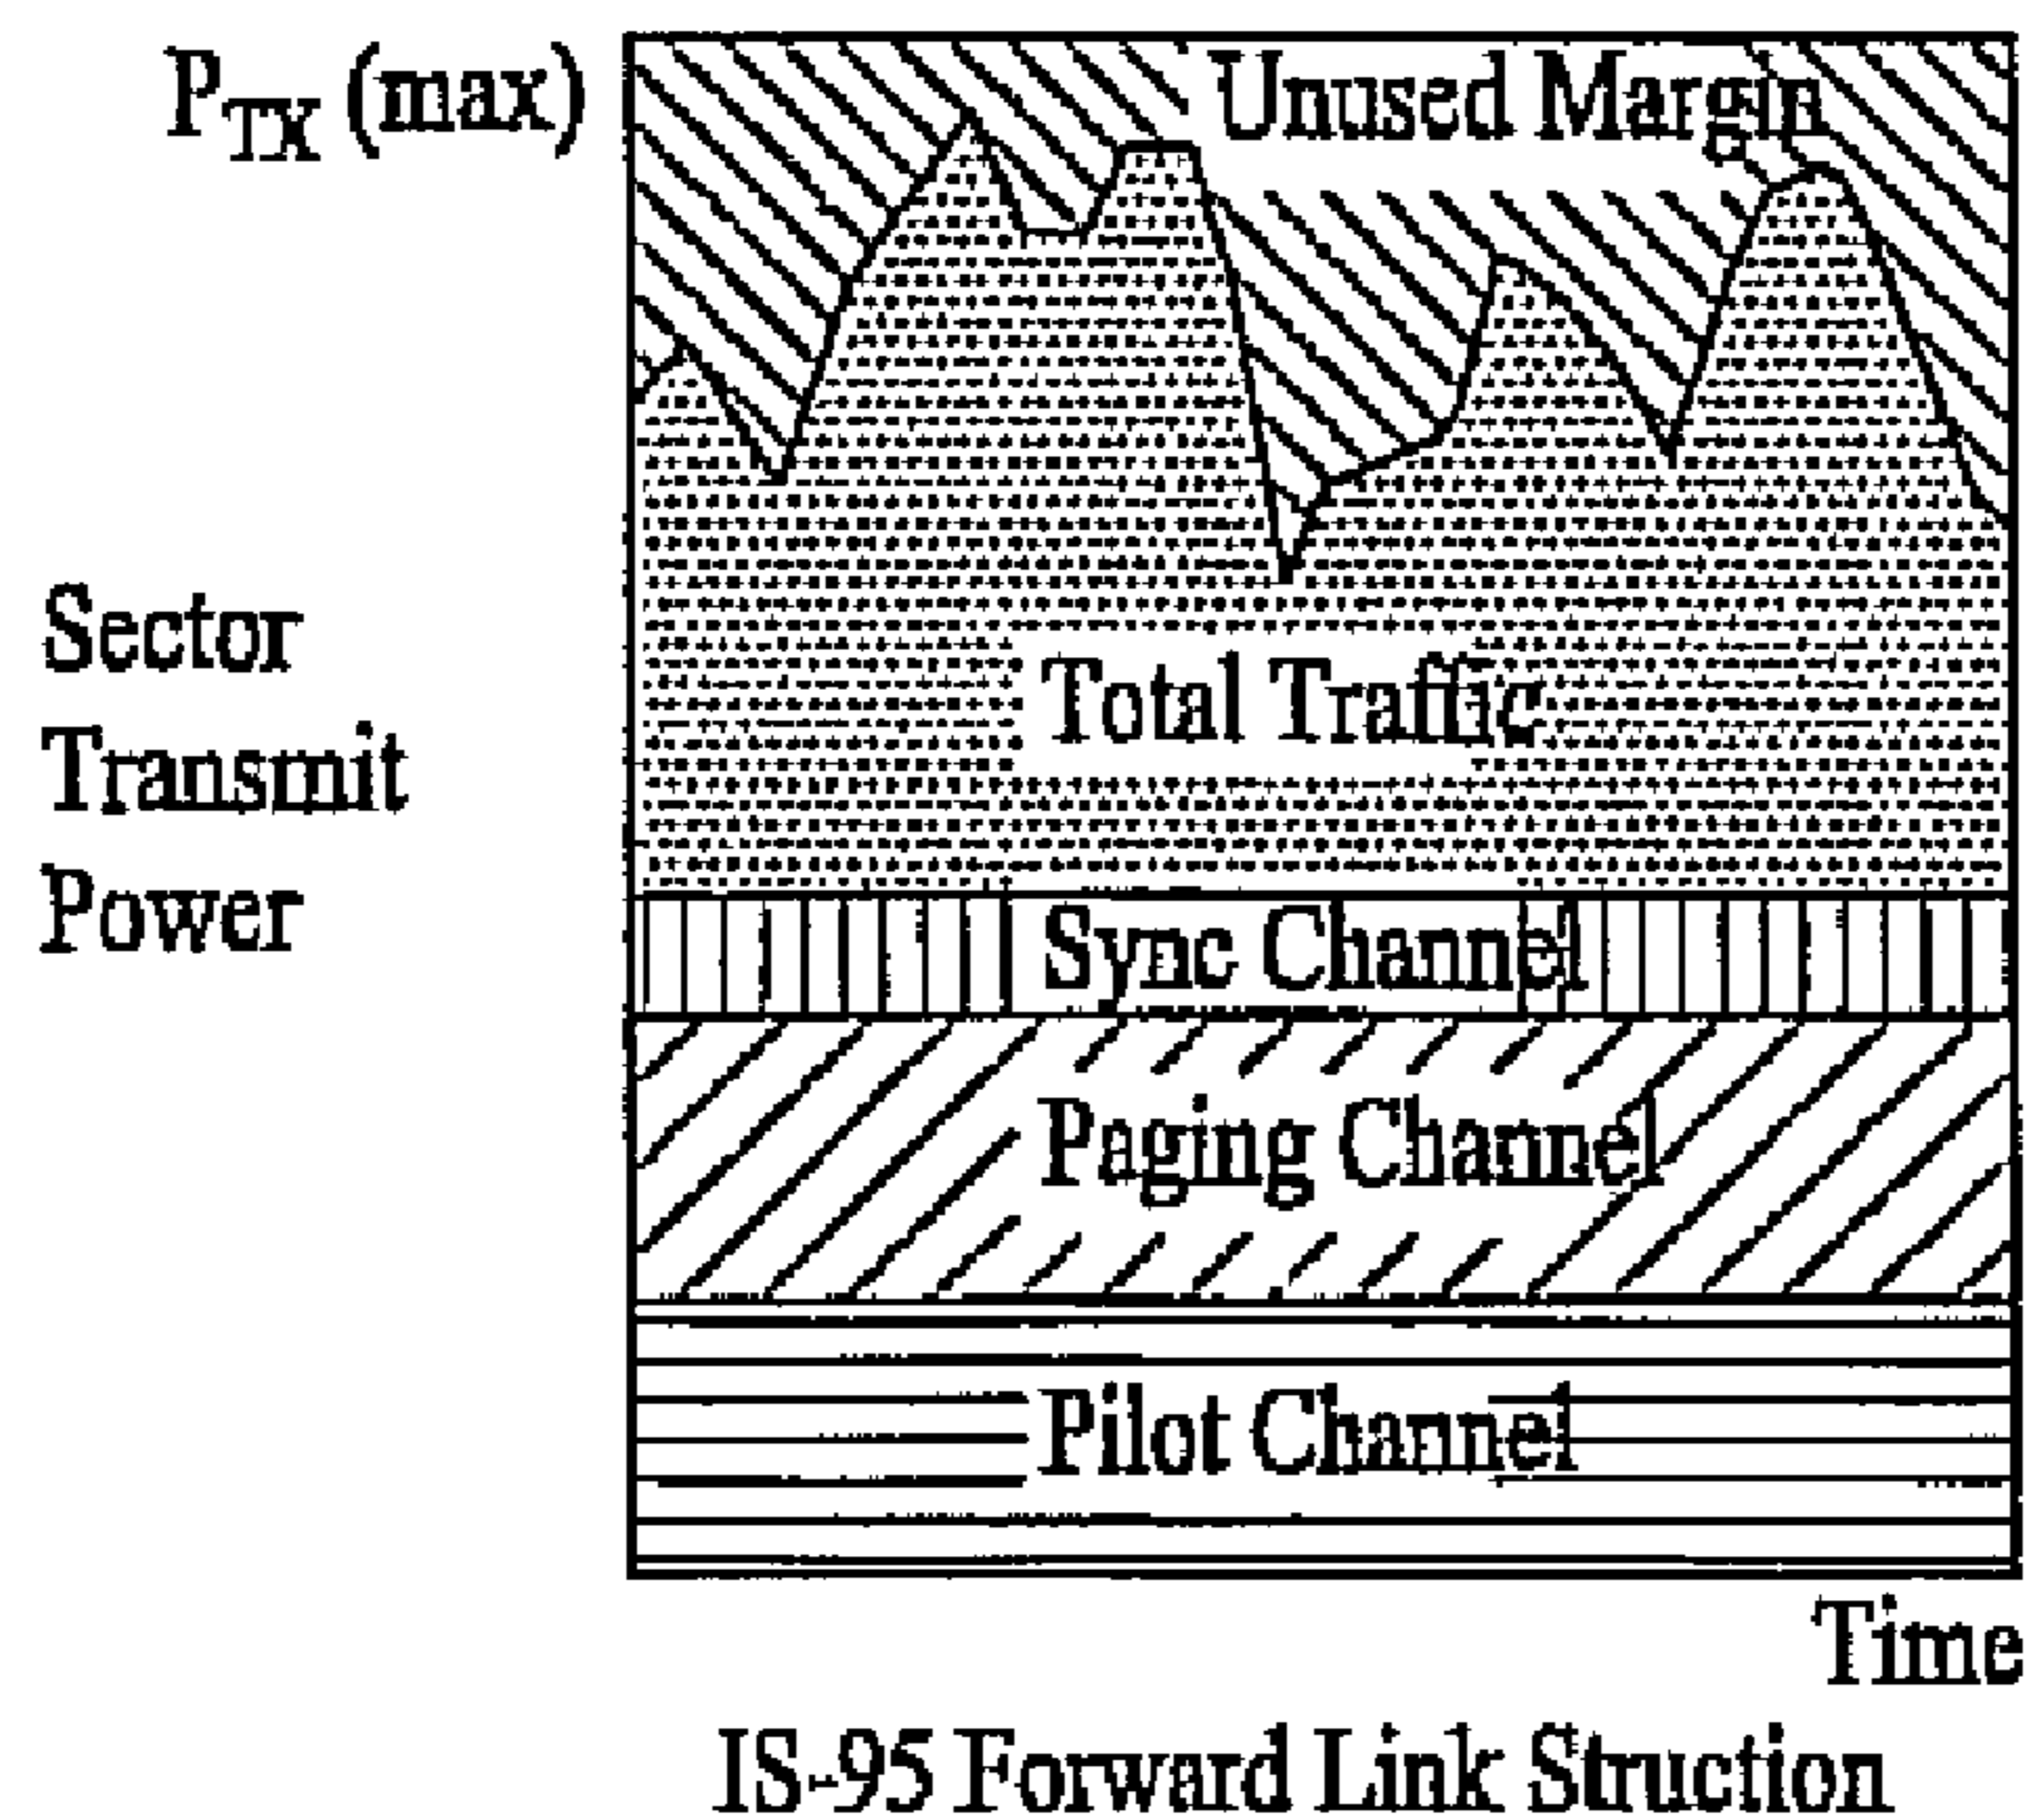 P_TX (max)
Unused Margin
Sector
Transmit
Power
Total Traffic
Sync Channel
Paging Channel
Pilot Channel
Time
IS-95 Forward Link Struction